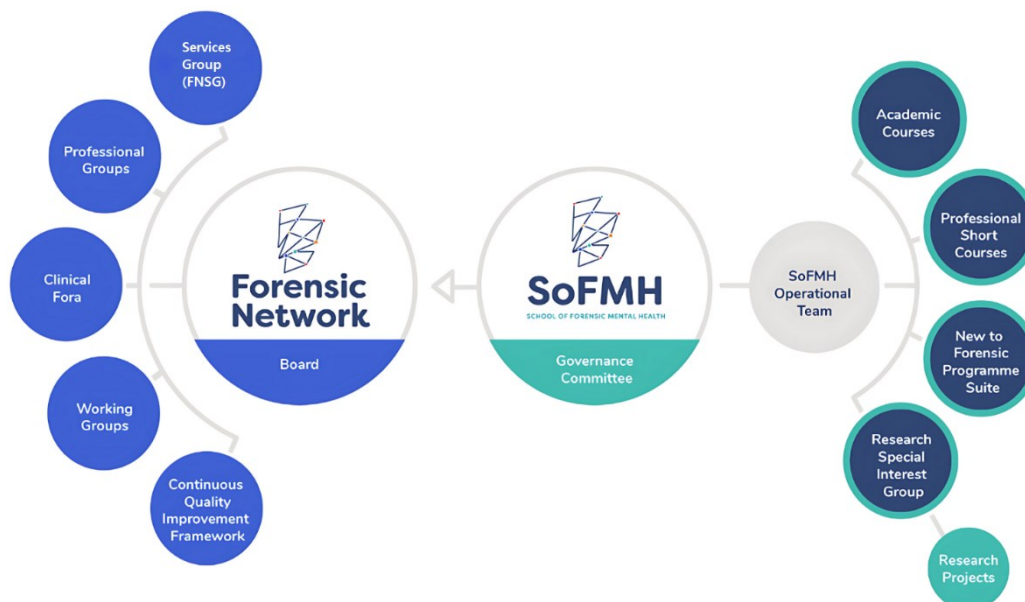 Services
Group
(FNSG)
Professional
Groups
Clinical
Fora
Working
Groups
Continuous
Quality
Improvement
Framework
Forensic
Network
Board
SoFMH
SCHOOL OF FORENSIC MENTAL HEALTH
Governance
Committee
SoFMH
Operational
Team
Academic
Courses
Professional
Short
Courses
New to
Forensic
Programme
Suite
Research
Special
Interest
Group
Research
Projects